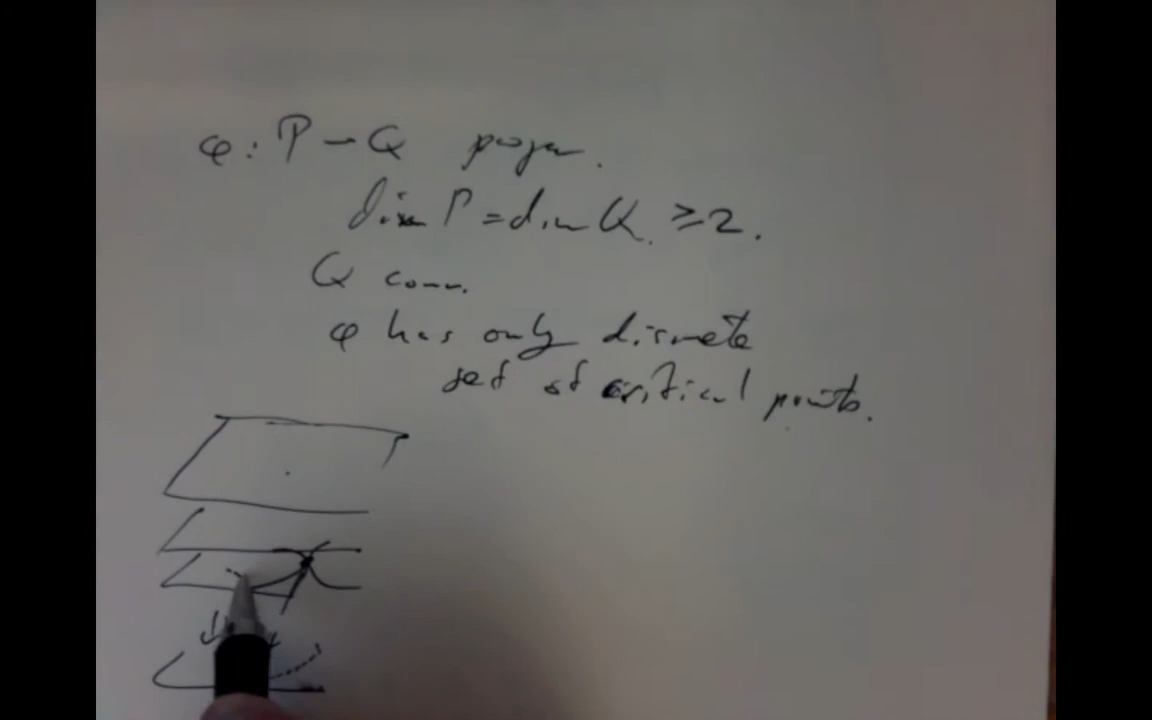 φ: P → Q proper.
dim P = dim Q. ≥ 2.
Q conn.
φ has only discrete
set of critical points.